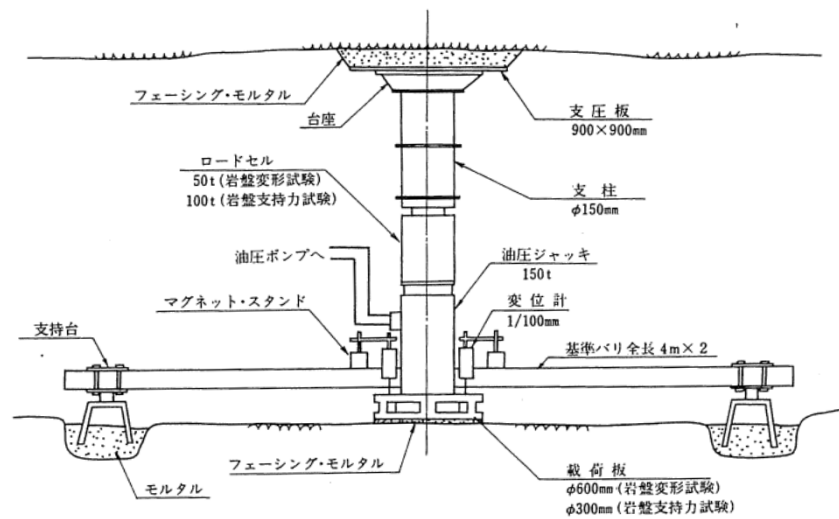 フェーシング・モルタル
台座
支圧板
900×900mm
ロードセル
50t(岩盤変形試験)
100t(岩盤支持力試験)
支柱
φ150mm
油圧ポンプへ
油圧ジャッキ
150t
マグネット・スタンド
変位計
1/100mm
支持台
基準バリ全長4m×2
フェーシング・モルタル
モルタル
載荷板
φ600mm(岩盤変形試験)
φ300mm(岩盤支持力試験)